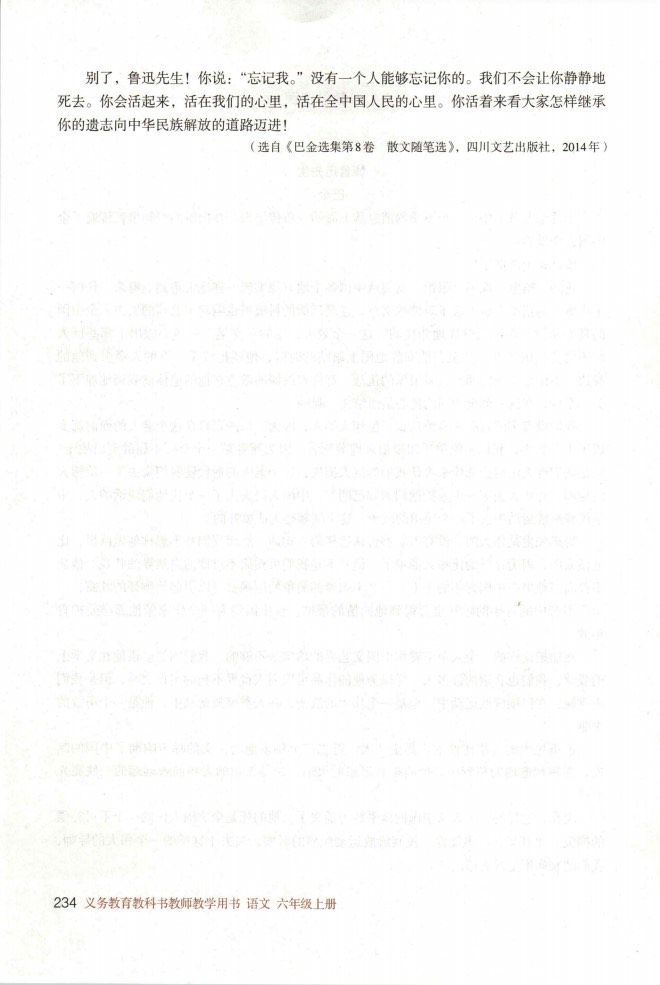 别了，鲁迅先生！你说：“忘记我。”没有一个人能够忘记你的。我们不会让你静静地
死去。你会活起来，活在我们的心里，活在全中国人民的心里。你活着来看大家怎样继承
你的遗志向中华民族解放的道路迈进！
（选自《巴金选集第8卷　散文随笔选》，四川文艺出版社，2014年）
234 义务教育教科书教师教学用书 语文 六年级上册